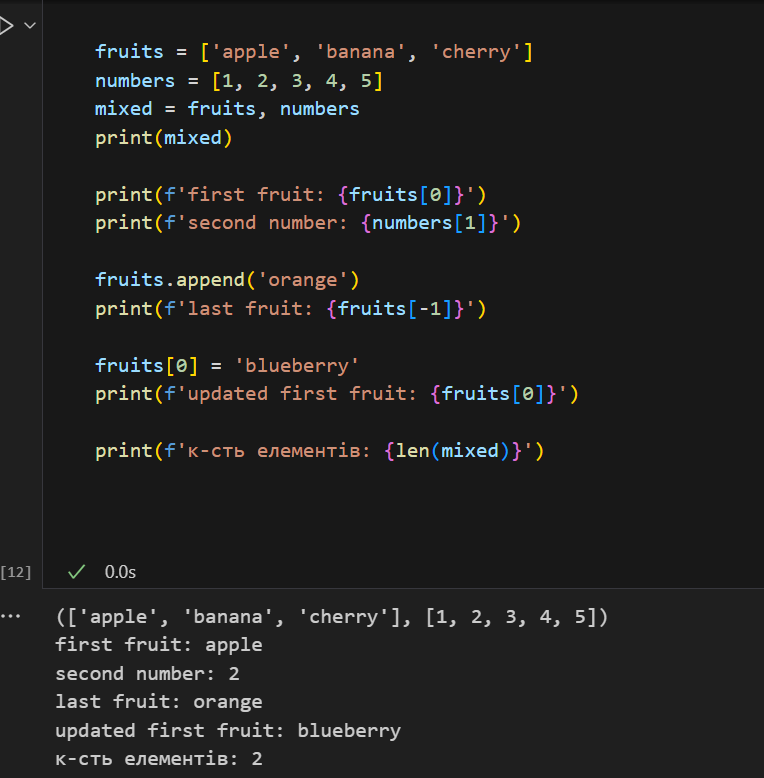 fruits = ['apple', 'banana', 'cherry']
numbers = [1, 2, 3, 4, 5]
mixed = fruits, numbers
print(mixed)
print(f'first fruit: {fruits[0]}')
print(f'second number: {numbers[1]}')
fruits.append('orange')
print(f'last fruit: {fruits[-1]}')
fruits[0] = 'blueberry'
print(f'updated first fruit: {fruits[0]}')
print(f'к-сть елементів: {len(mixed)}')
[12]
0.0s
(['apple', 'banana', 'cherry'], [1, 2, 3, 4, 5])
first fruit: apple
second number: 2
last fruit: orange
updated first fruit: blueberry
к-сть елементів: 2